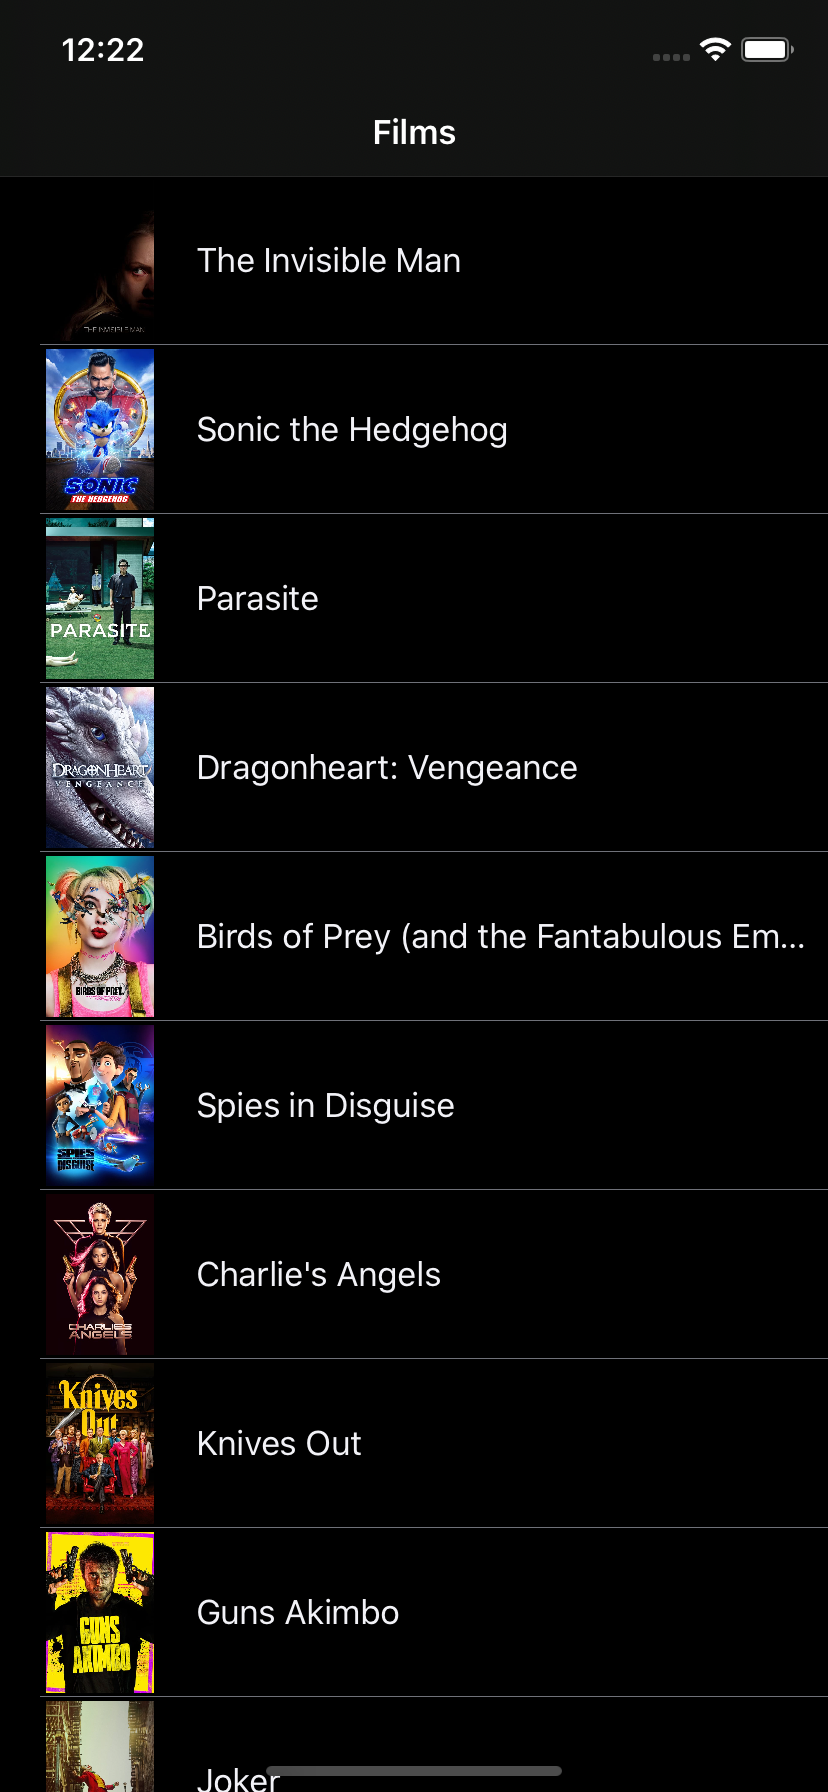 12:22
Films
THE INVISIBLE MAN
The Invisible Man
SONIC
THE HEDGEHOG
Sonic the Hedgehog
PARASITE
Parasite
DRAGONHEART
VENGEANCE
Dragonheart: Vengeance
BIRDS OF PREY
Birds of Prey (and the Fantabulous Em...
SPIES
DISGUISE
Spies in Disguise
CHARLIE'S
ANGELS
Charlie's Angels
Knives
Out
Knives Out
GUNS
AKIMBO
Guns Akimbo
Joker